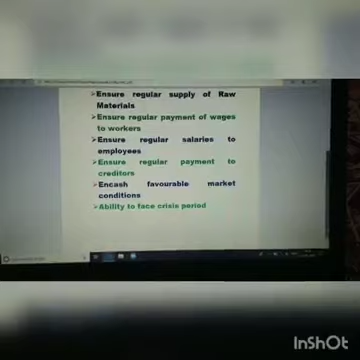 ➢Ensure regular supply of Raw
Materials
➢Ensure regular payment of wages
to workers
➢Ensure regular salaries to
employees
➢Ensure regular payment to
creditors
➢Encash favourable market
conditions
➢Ability to face crisis period
InShOt